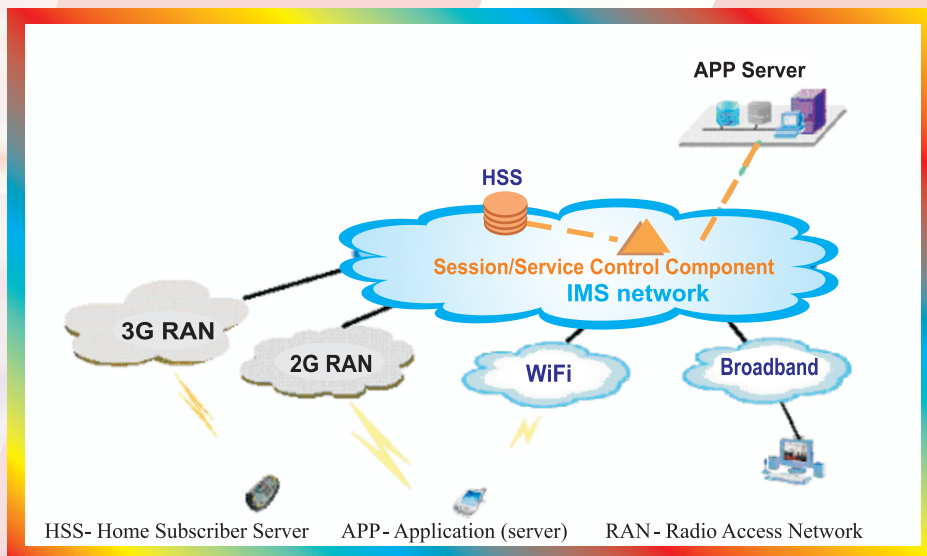 APP Server
HSS
Session/Service Control Component
IMS network
3G RAN
2G RAN
WiFi
Broadband
HSS- Home Subscriber Server APP - Application (server) RAN - Radio Access Network